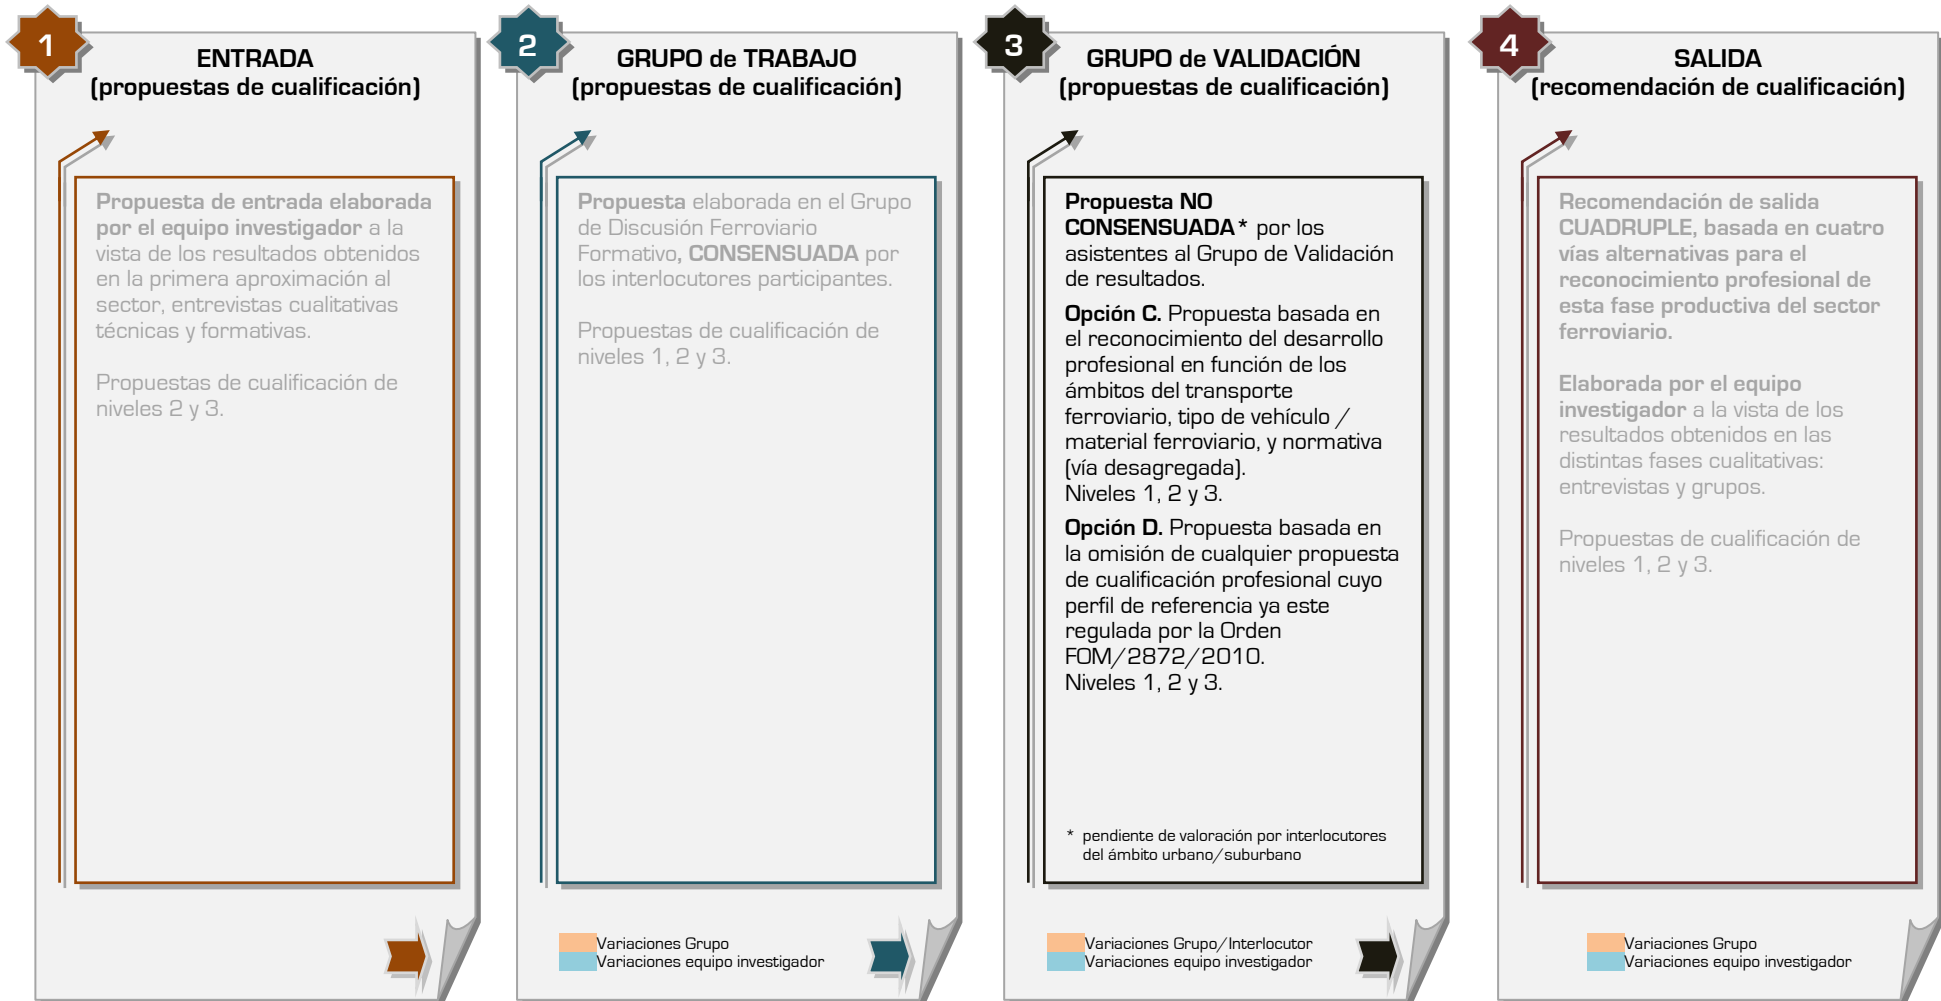 1
ENTRADA
(propuestas de cualificación)
Propuesta de entrada elaborada
por el equipo investigador a la
vista de los resultados obtenidos
en la primera aproximación al
sector, entrevistas cualitativas
técnicas y formativas.
Propuestas de cualificación de
niveles 2 y 3.
2
GRUPO de TRABAJO
(propuestas de cualificación)
Propuesta elaborada en el Grupo
de Discusión Ferroviario
Formativo, CONSENSUADA por
los interlocutores participantes.
Propuestas de cualificación de
niveles 1, 2 y 3.
Variaciones Grupo
Variaciones equipo investigador
3
GRUPO de VALIDACIÓN
(propuestas de cualificación)
Propuesta NO
CONSENSUADA* por los
asistentes al Grupo de Validación
de resultados.
Opción C. Propuesta basada en
el reconocimiento del desarrollo
profesional en función de los
ámbitos del transporte
ferroviario, tipo de vehículo /
material ferroviario, y normativa
(vía desagregada).
Niveles 1, 2 y 3.
Opción D. Propuesta basada en
la omisión de cualquier propuesta
de cualificación profesional cuyo
perfil de referencia ya este
regulada por la Orden
FOM/2872/2010.
Niveles 1, 2 y 3.
* pendiente de valoración por interlocutores
del ámbito urbano/suburbano
Variaciones Grupo/Interlocutor
Variaciones equipo investigador
4
SALIDA
(recomendación de cualificación)
Recomendación de salida
CUADRUPLE, basada en cuatro
vías alternativas para el
reconocimiento profesional de
esta fase productiva del sector
ferroviario.
Elaborada por el equipo
investigador a la vista de los
resultados obtenidos en las
distintas fases cualitativas:
entrevistas y grupos.
Propuestas de cualificación de
niveles 1, 2 y 3.
Variaciones Grupo
Variaciones equipo investigador